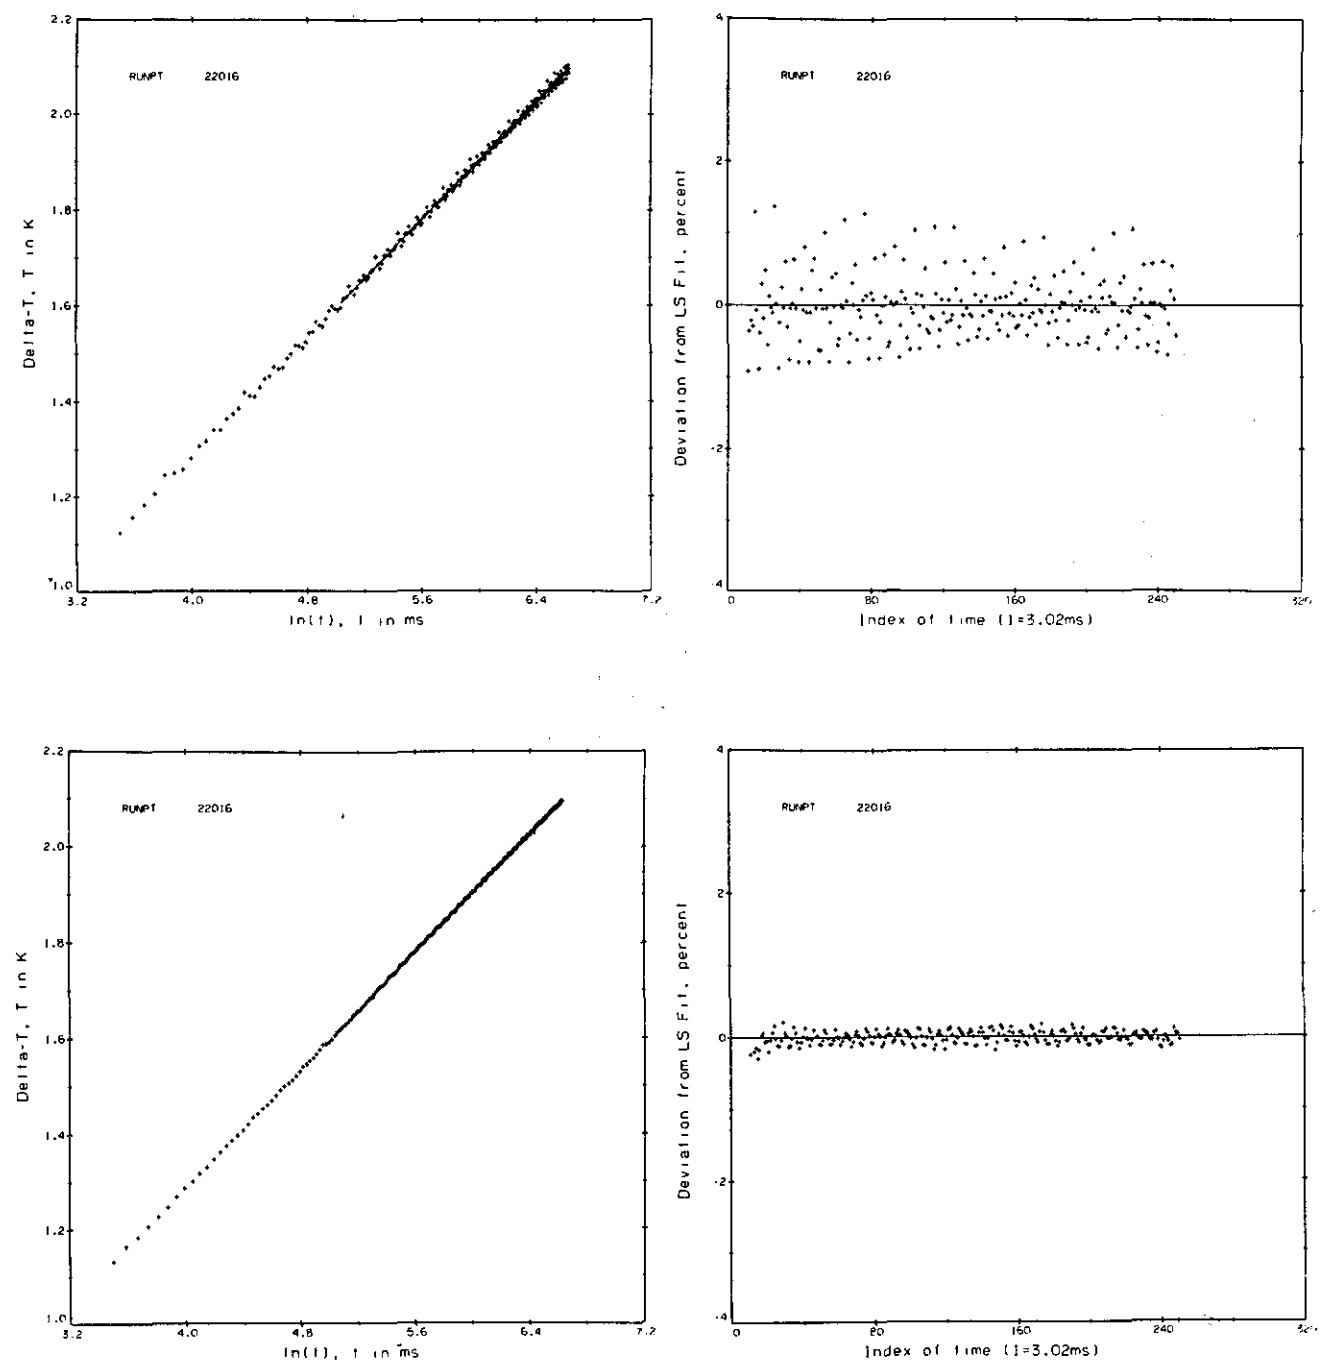 2.2
RUNPT 22016
2.0
1.8
1.6
1.4
1.2
1.0
Delta-T, T in K
3.2 4.0 4.8 5.6 6.4 7.2
ln(t), t in ms
4
RUNPT 22016
2
0
-2
-4
Deviation from LS Fit, percent
0 80 160 240 320
Index of time (1=3.02ms)
2.2
RUNPT 22016
2.0
1.8
1.6
1.4
1.2
1.0
Delta-T, T in K
3.2 4.0 4.8 5.6 6.4 7.2
ln(t), t in ms
4
RUNPT 22016
2
0
-2
-4
Deviation from LS Fit, percent
0 80 160 240 320
Index of time (1=3.02ms)